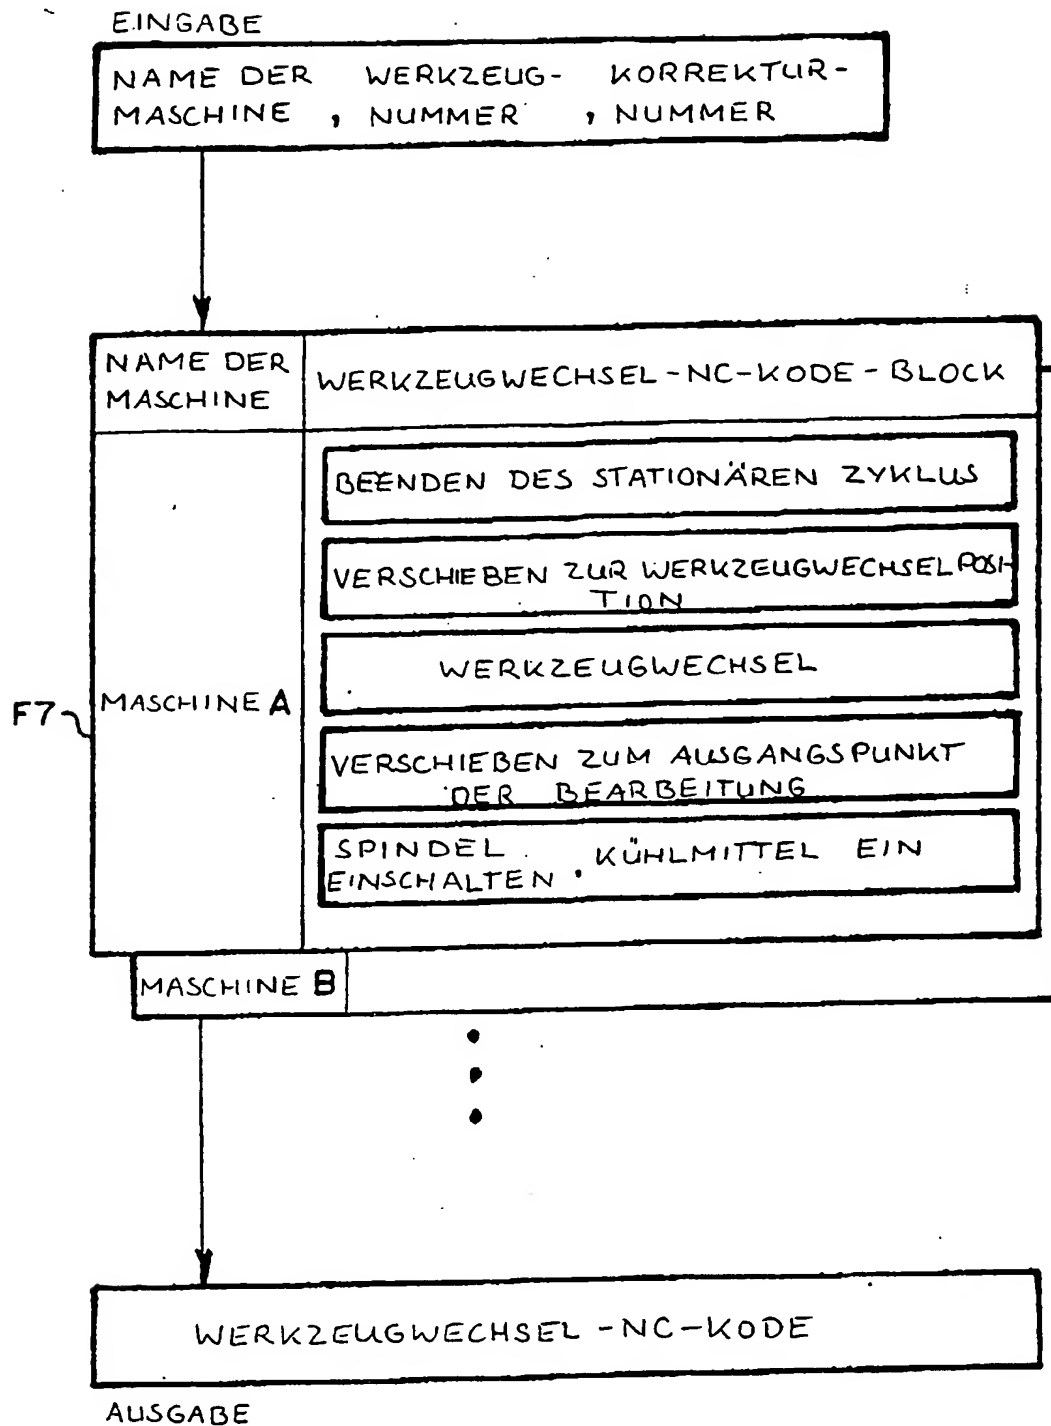 EINGABE
NAME DER WERKZEUG- KORREKTUR-
MASCHINE , NUMMER , NUMMER
NAME DER
MASCHINE
WERKZEUGWECHSEL-NC-KODE-BLOCK
F7
MASCHINE A
BEENDEN DES STATIONÄREN ZYKLUS
VERSCHIEBEN ZUR WERKZEUGWECHSELPOSI-
TION
WERKZEUGWECHSEL
VERSCHIEBEN ZUM AUSGANGSPUNKT
DER BEARBEITUNG
SPINDEL KÜHLMITTEL EIN
EINSCHALTEN,
MASCHINE B
WERKZEUGWECHSEL-NC-KODE
AUSGABE